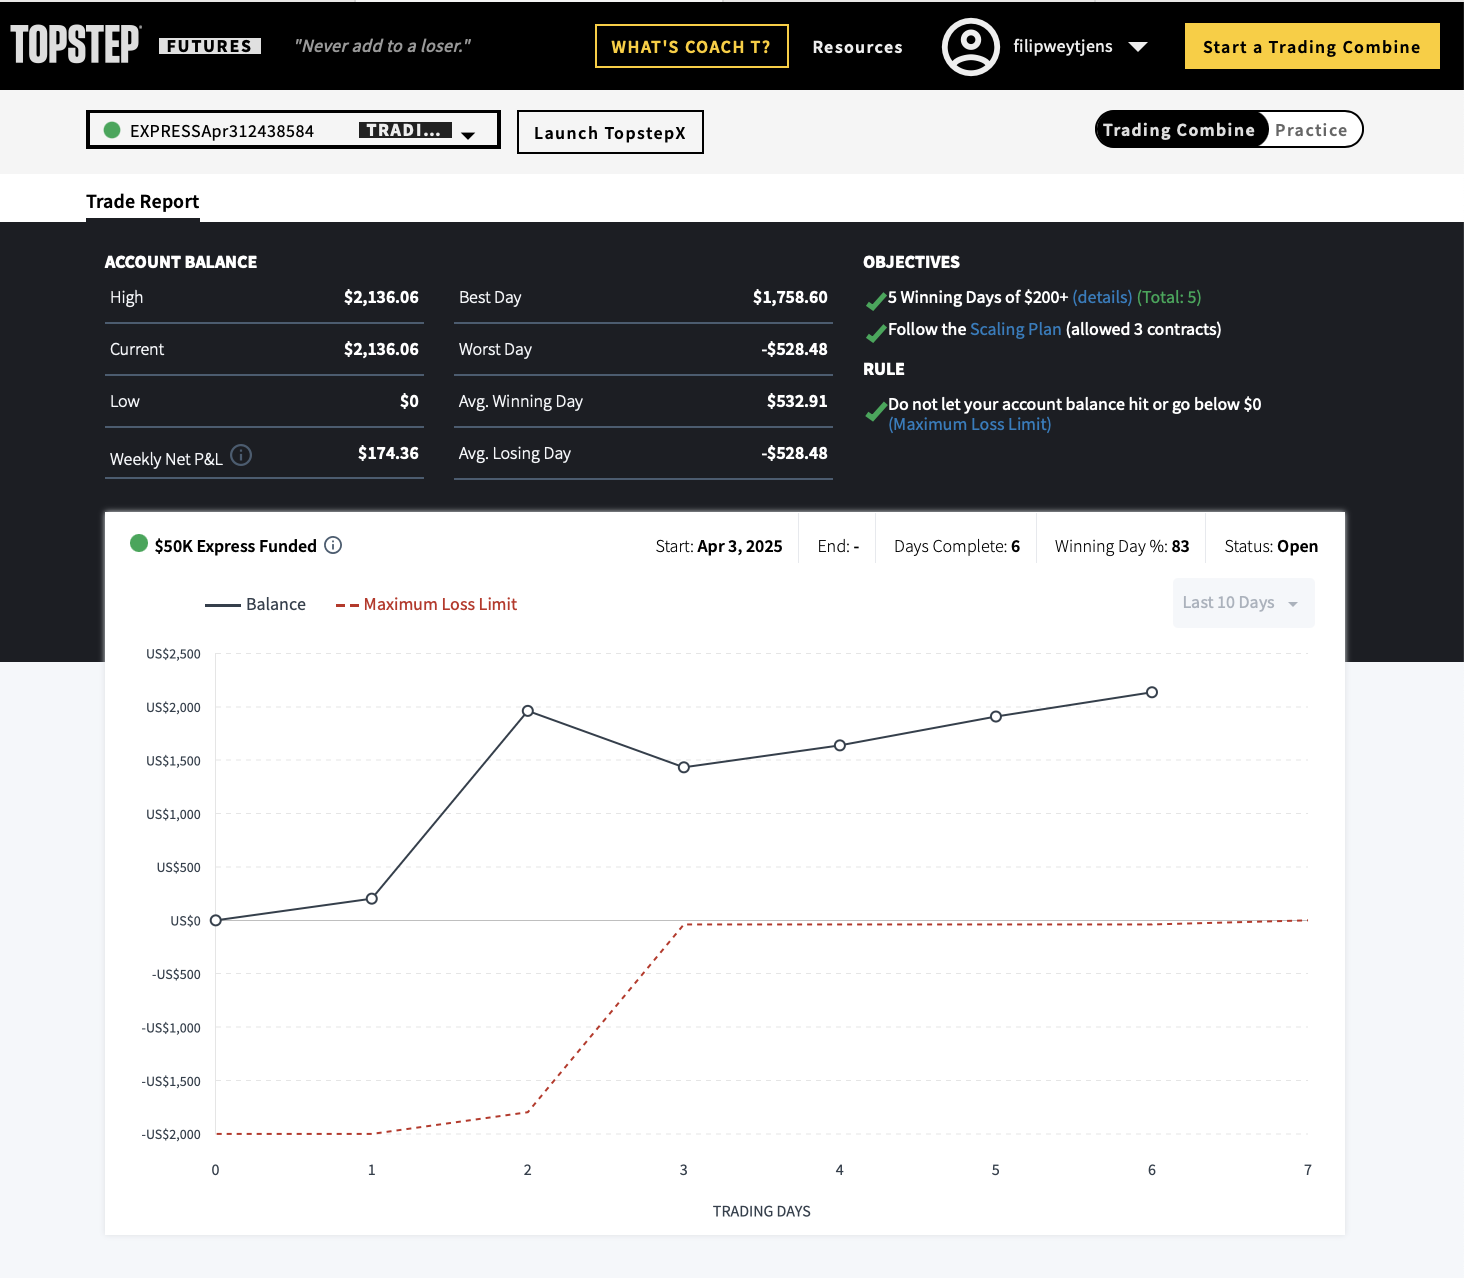 TOPSTEP FUTURES "Never add to a loser." WHAT'S COACH T? Resources filipweytjens Start a Trading Combine
EXPRESSApr312438584 TRADI... Launch TopstepX Trading Combine Practice
Trade Report
ACCOUNT BALANCE
High $2,136.06
Current $2,136.06
Low $0
Weekly Net P&L $174.36
Best Day $1,758.60
Worst Day -$528.48
Avg. Winning Day $532.91
Avg. Losing Day -$528.48
OBJECTIVES
5 Winning Days of $200+ (details) (Total: 5)
Follow the Scaling Plan (allowed 3 contracts)
RULE
Do not let your account balance hit or go below $0
(Maximum Loss Limit)
$50K Express Funded Start: Apr 3, 2025 End: - Days Complete: 6 Winning Day %: 83 Status: Open
Balance Maximum Loss Limit Last 10 Days
US$2,500
US$2,000
US$1,500
US$1,000
US$500
US$0
-US$500
-US$1,000
-US$1,500
-US$2,000
0 1 2 3 4 5 6 7
TRADING DAYS